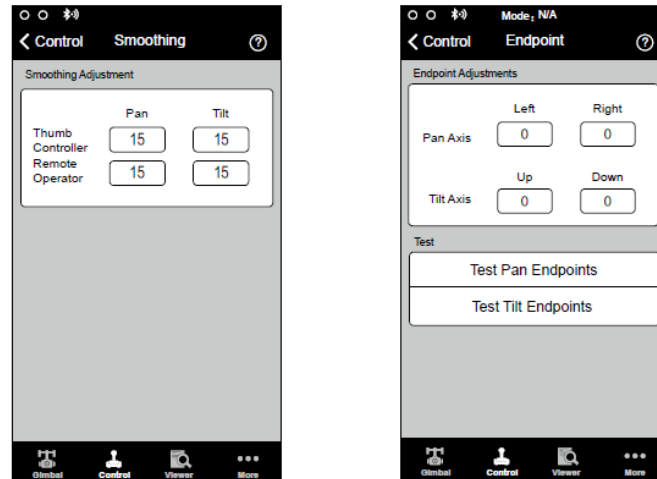 Control Smoothing ?
Smoothing Adjustment
Pan Tilt
Thumb
Controller 15 15
Remote
Operator 15 15
Gimbal Control Viewer More
Mode: N/A
Control Endpoint ?
Endpoint Adjustments
Left Right
Pan Axis 0 0
Up Down
Tilt Axis 0 0
Test
Test Pan Endpoints
Test Tilt Endpoints
Gimbal Control Viewer More